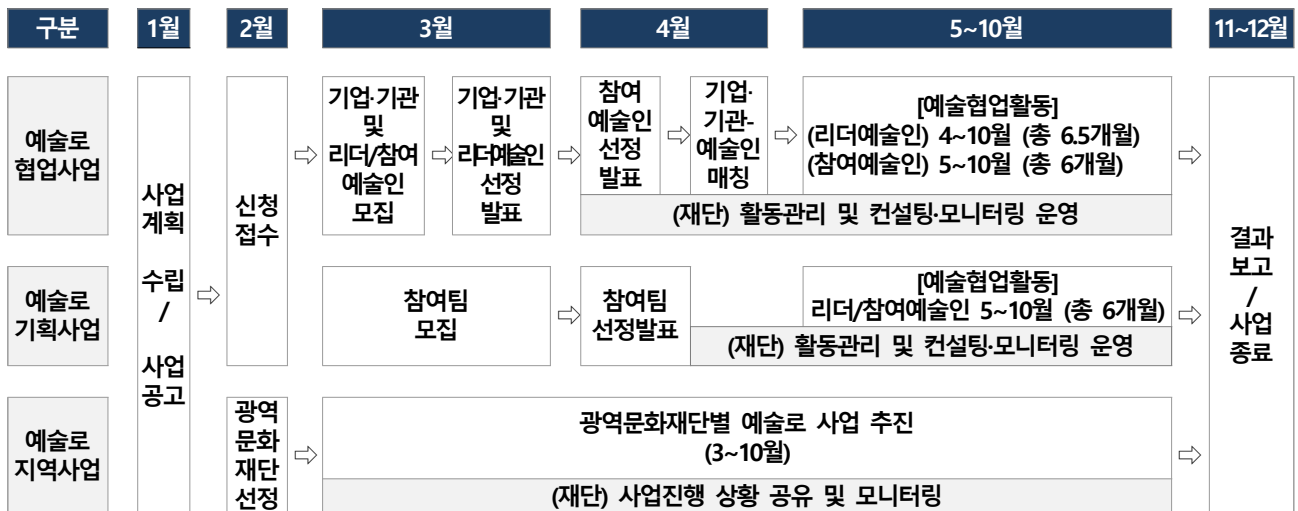 구분 1월 2월 3월 4월 5~10월 11~12월
예술로
협업사업
사업
계획
수립
/
사업
공고
신청
접수
기업·기관
및
리더/참여
예술인
모집
기업·기관
및
리더예술인
선정
발표
참여
예술인
선정
발표
기업·
기관-
예술인
매칭
[예술협업활동]
(리더예술인) 4~10월 (총 6.5개월)
(참여예술인) 5~10월 (총 6개월)
(재단) 활동관리 및 컨설팅·모니터링 운영
결과
보고
/
사업
종료
예술로
기획사업
참여팀
모집
참여팀
선정발표
[예술협업활동]
리더/참여예술인 5~10월 (총 6개월)
(재단) 활동관리 및 컨설팅·모니터링 운영
예술로
지역사업
광역
문화
재단
선정
광역문화재단별 예술로 사업 추진
(3~10월)
(재단) 사업진행 상황 공유 및 모니터링